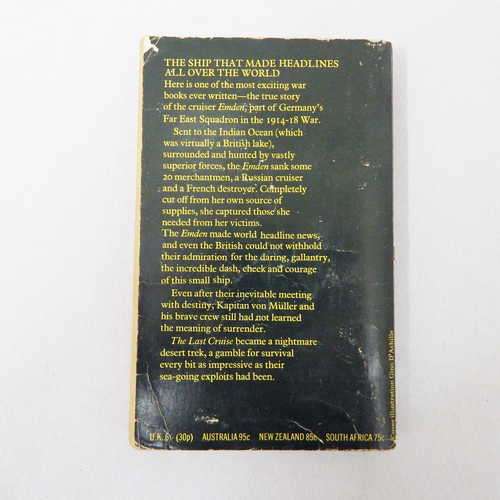 THE SHIP THAT MADE HEADLINES
ALL OVER THE WORLD
Here is one of the most exciting war
books ever written—the true story
of the cruiser Emden, part of Germany's
Far East Squadron in the 1914-18 War.
Sent to the Indian Ocean (which
was virtually a British lake),
surrounded and hunted by vastly
superior forces, the Emden sank some
20 merchantmen, a Russian cruiser
and a French destroyer. Completely
cut off from her own source of
supplies, she captured those she
needed from her victims.
The Emden made world headline news,
and even the British could not withhold
their admiration for the daring, gallantry,
the incredible dash, cheek and courage
of this small ship.
Even after their inevitable meeting
with destiny, Kapitan von Müller and
his brave crew still had not learned
the meaning of surrender.
The Last Cruise became a nightmare
desert trek, a gamble for survival
every bit as impressive as their
sea-going exploits had been.
U.K. 6/- (30p) AUSTRALIA 95c NEW ZEALAND 85c SOUTH AFRICA 75c
Cover illustration Gino D'Achille